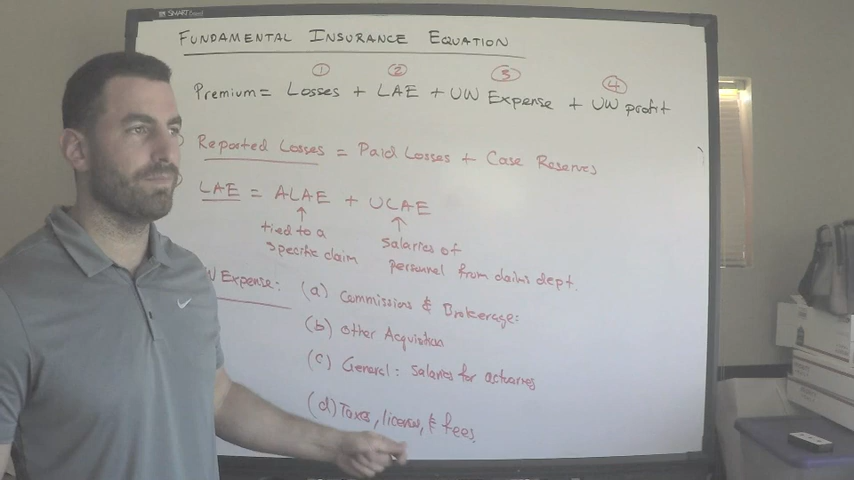 SMART
FUNDAMENTAL INSURANCE EQUATION
① ② ③ ④
Premium = Losses + LAE + UW Expense + UW profit
Reported Losses = Paid Losses + Case Reserves
LAE = ALAE + ULAE
tied to a
specific claim
salaries of
personnel from claims dept.
W Expense: (a) Commissions & Brokerage:
(b) Other Acquisition
(c) General: Salaries for actuaries
(d) Taxes, license, & fees